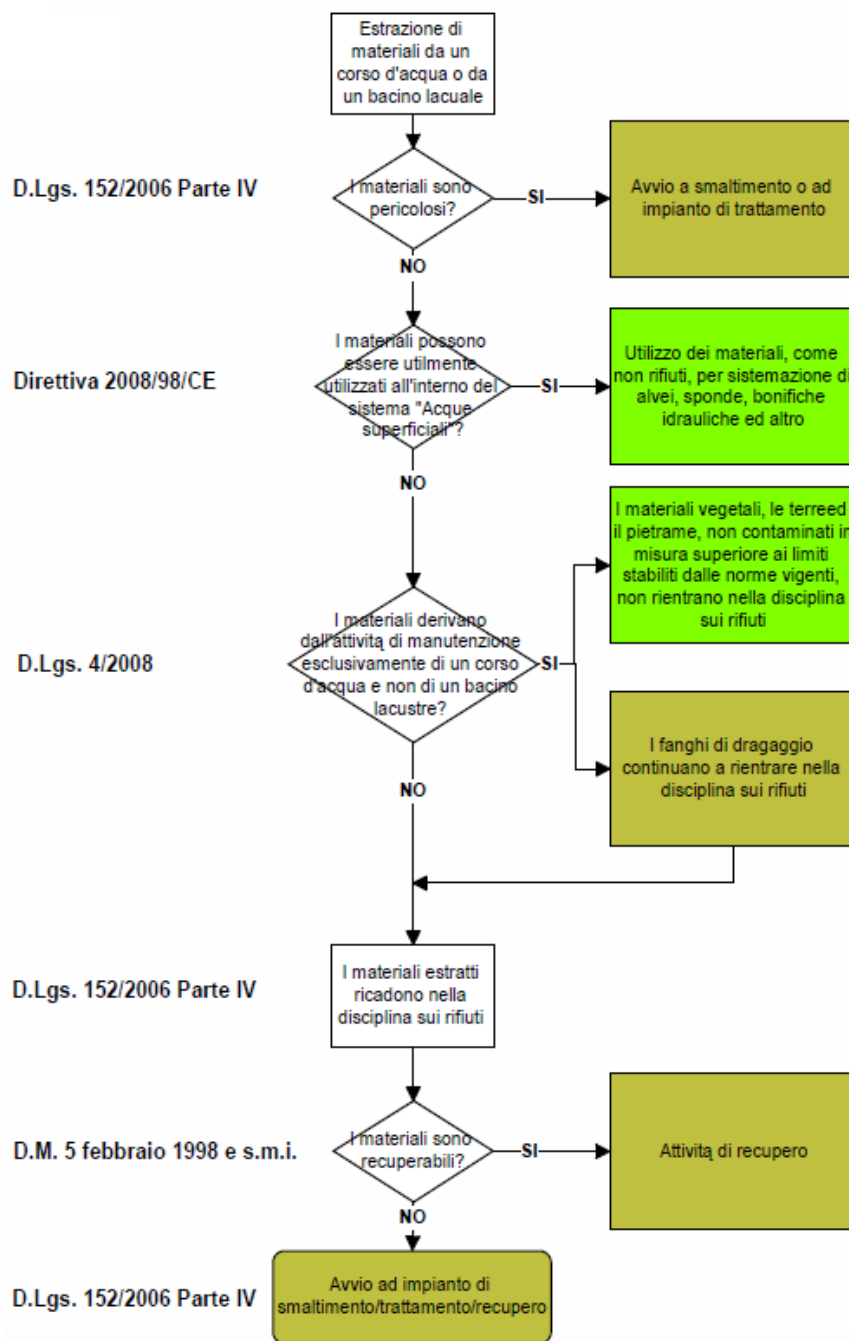 Estrazione di
materiali da un
corso d'acqua o da
un bacino lacuale
D.Lgs. 152/2006 Parte IV
I materiali sono
pericolosi?
SI
Avvio a smaltimento o ad
impianto di trattamento
NO
Direttiva 2008/98/CE
I materiali possono
essere utilmente
utilizzati all'interno del
sistema "Acque
superficiali"?
SI
Utilizzo dei materiali, come
non rifiuti, per sistemazione di
alvei, sponde, bonifiche
idrauliche ed altro
NO
I materiali vegetali, le terreed
il pietrame, non contaminati in
misura superiore ai limiti
stabiliti dalle norme vigenti,
non rientrano nella disciplina
sui rifiuti
D.Lgs. 4/2008
I materiali derivano
dall'attivitą di manutenzione
esclusivamente di un corso
d'acqua e non di un bacino
lacustre?
SI
I fanghi di dragaggio
continuano a rientrare nella
disciplina sui rifiuti
NO
D.Lgs. 152/2006 Parte IV
I materiali estratti
ricadono nella
disciplina sui rifiuti
D.M. 5 febbraio 1998 e s.m.i.
I materiali sono
recuperabili?
SI
Attivitą di recupero
NO
D.Lgs. 152/2006 Parte IV
Avvio ad impianto di
smaltimento/trattamento/recupero